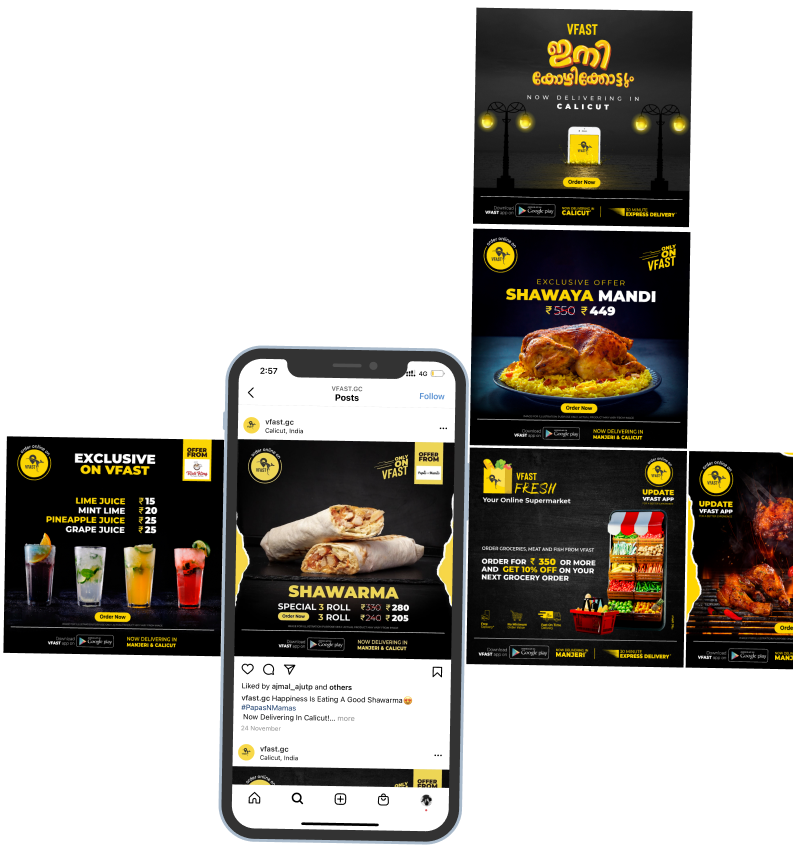 VFAST
ഇനി
കോഴിക്കോട്ടും
NOW DELIVERING IN
CALICUT
Order Now
Download
VFAST app on
Google play
NOW DELIVERING IN
CALICUT
30 MINUTE
EXPRESS DELIVERY
order online on
VFAST
ONLY
ON
VFAST
EXCLUSIVE OFFER
SHAWAYA MANDI
₹550 ₹449
Order Now
Download
VFAST app on
Google play
NOW DELIVERING IN
MANJERI & CALICUT
2:57
4G
VFAST.GC
Posts
Follow
vfast.gc
Calicut, India
order online on
VFAST
ONLY
ON
VFAST
OFFER
FROM
SHAWARMA
SPECIAL 3 ROLL ₹330 ₹280
Order Now
3 ROLL ₹240 ₹205
Download
VFAST app on
Google play
NOW DELIVERING IN
MANJERI & CALICUT
Liked by ajmal_ajutp and others
vfast.gc Happiness Is Eating A Good Shawarma
#PapasNMamas
Now Delivering In Calicut!... more
24 November
vfast.gc
Calicut, India
order online on
ONLY
OFFER
FROM
order online on
VFAST
EXCLUSIVE
ON VFAST
OFFER
FROM
LIME JUICE ₹15
MINT LIME ₹20
PINEAPPLE JUICE ₹25
GRAPE JUICE ₹25
Order Now
Download
VFAST app on
Google play
NOW DELIVERING IN
MANJERI & CALICUT
VFAST
FRESH
Your Online Supermarket
order online on
VFAST
UPDATE
VFAST APP
ORDER GROCERIES, MEAT AND FISH FROM VFAST
ORDER FOR ₹ 350 OR MORE
AND GET 10% OFF ON YOUR
NEXT GROCERY ORDER
Download
VFAST app on
Google play
NOW DELIVERING IN
MANJERI
30 MINUTE
EXPRESS DELIVERY
order online on
VFAST
UPDATE
VFAST APP
Download
VFAST app on
Google play